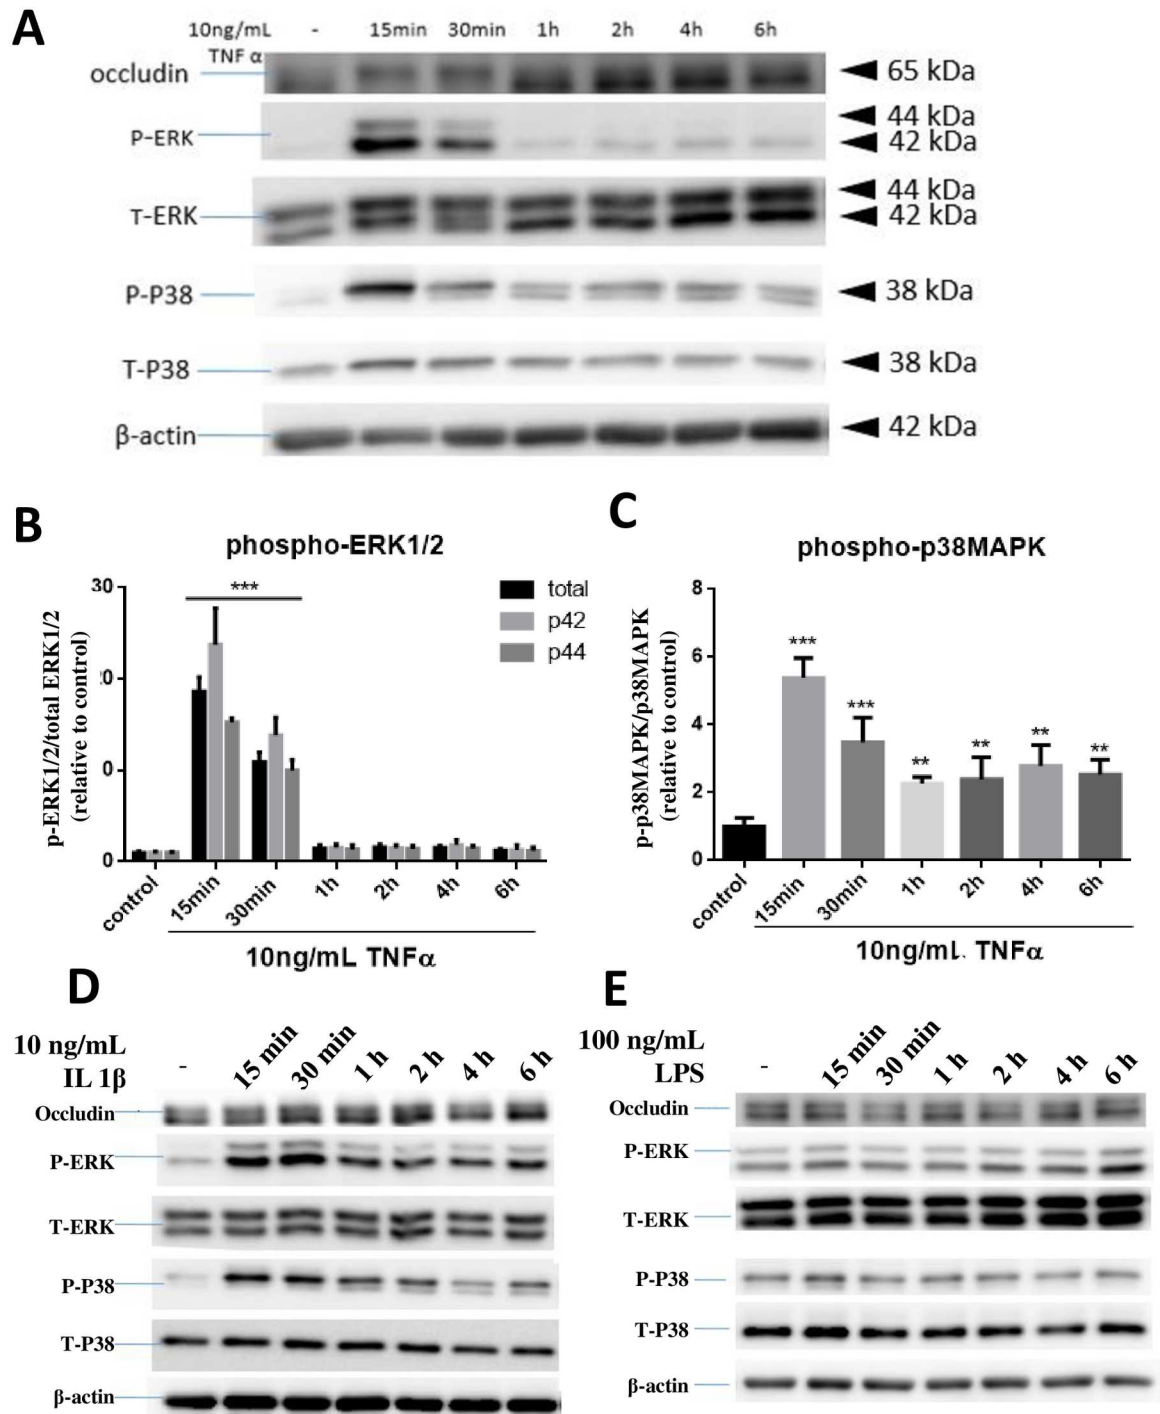 A
10ng/mL - 15min 30min 1h 2h 4h 6h
TNF α
occludin 65 kDa
44 kDa
P-ERK 42 kDa
44 kDa
T-ERK 42 kDa
P-P38 38 kDa
T-P38 38 kDa
β-actin 42 kDa
B
phospho-ERK1/2
p-ERK1/2/total ERK1/2
(relative to control)
30
20
0
0
total
p42
p44
***
control 15min 30min 1h 2h 4h 6h
10ng/mL TNFα
C
phospho-p38MAPK
p-p38MAPK/p38MAPK
(relative to control)
8
6
4
2
0
*** *** ** ** ** **
control 15min 30min 1h 2h 4h 6h
10ng/mL TNFα
D
10 ng/mL
IL 1β - 15 min 30 min 1 h 2 h 4 h 6 h
Occludin
P-ERK
T-ERK
P-P38
T-P38
β-actin
E
100 ng/mL
LPS - 15 min 30 min 1 h 2 h 4 h 6 h
Occludin
P-ERK
T-ERK
P-P38
T-P38
β-actin